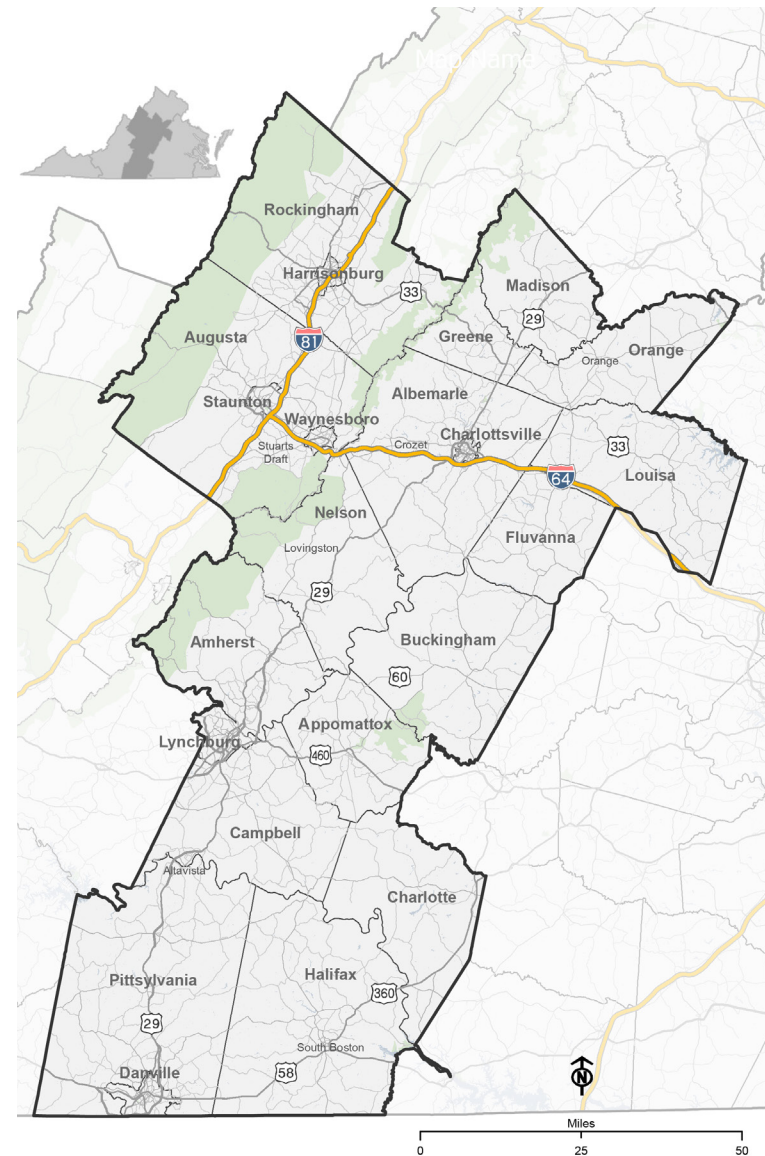 Map Name
Rockingham
Harrisonburg
33
Madison
29
Augusta
81
Greene
Orange
Orange
Albemarle
Staunton
Waynesboro
Charlottsville
Crozet
Stuarts
Draft
33
Louisa
64
Nelson
Fluvanna
Lovingston
29
Amherst
Buckingham
60
Appomattox
Lynchburg
460
Campbell
Altavista
Charlotte
Pittsylvania
Halifax
360
29
South Boston
Danville
58
N
Miles
0
25
50